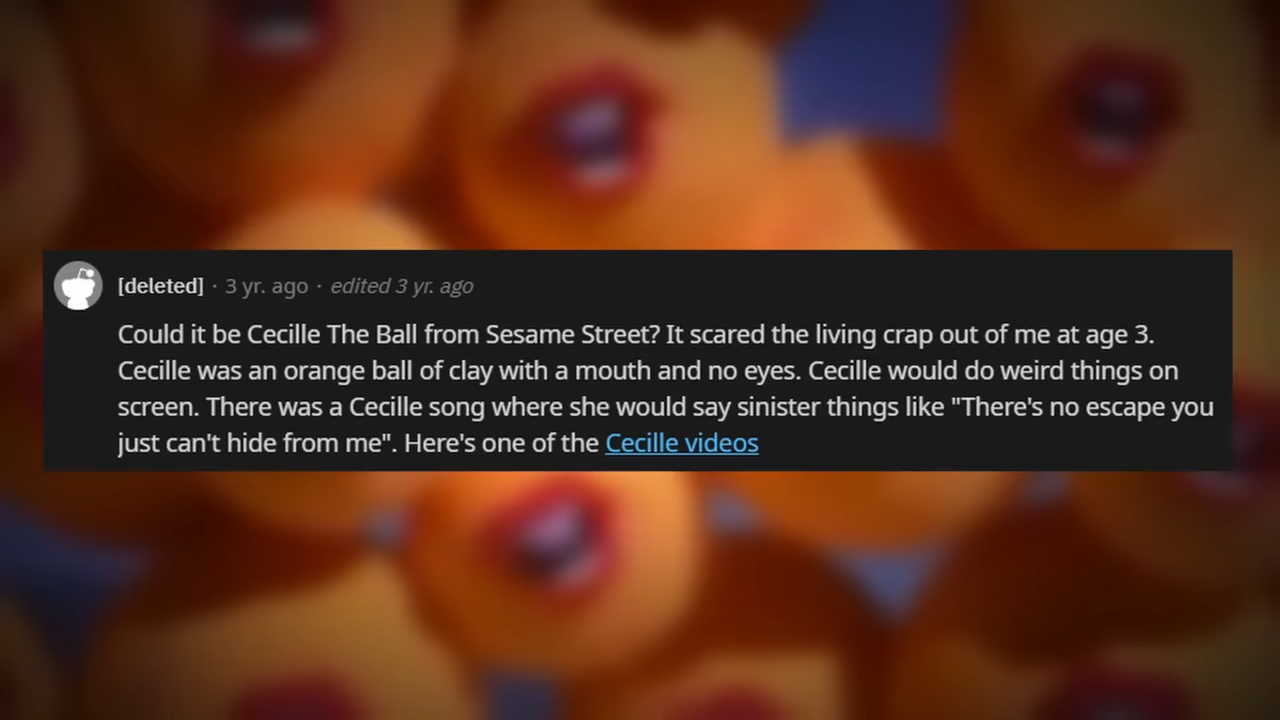 [deleted] · 3 yr. ago · edited 3 yr. ago
Could it be Cecille The Ball from Sesame Street? It scared the living crap out of me at age 3.
Cecille was an orange ball of clay with a mouth and no eyes. Cecille would do weird things on
screen. There was a Cecille song where she would say sinister things like "There's no escape you
just can't hide from me". Here's one of the Cecille videos